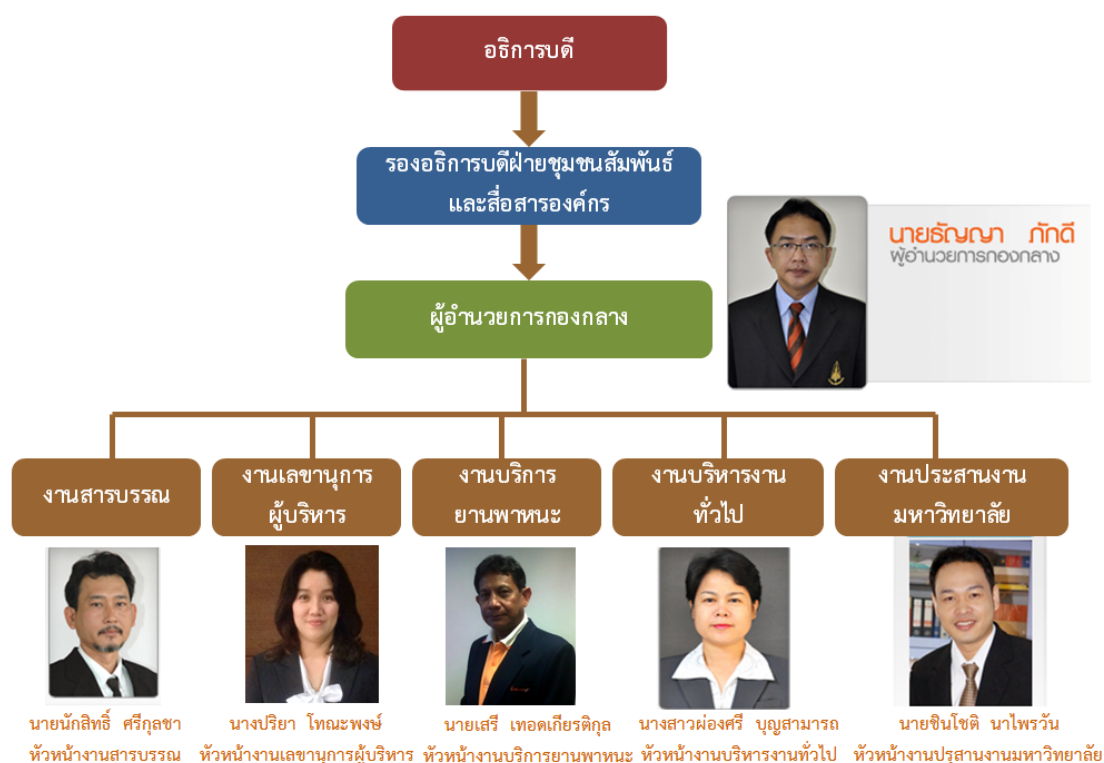 อธิการบดี
รองอธิการบดีฝ่ายชุมชนสัมพันธ์
และสื่อสารองค์กร
นายธัญญา ภักดี
ผู้อำนวยการกองกลาง
ผู้อำนวยการกองกลาง
งานสารบรรณ
งานเลขานุการ
ผู้บริหาร
งานบริการ
ยานพาหนะ
งานบริหารงาน
ทั่วไป
งานประสานงาน
มหาวิทยาลัย
นายนักสิทธิ์ ศรีกุลชา
หัวหน้างานสารบรรณ
นางปริยา โทณะพงษ์
หัวหน้างานเลขานุการผู้บริหาร
นายเสรี เทอดเกียรติกุล
หัวหน้างานบริการยานพาหนะ
นางสาวผ่องศรี บุญสามารถ
หัวหน้างานบริหารงานทั่วไป
นายชินโชติ นาไพรวัน
หัวหน้างานปรุสานงานมหาวิทยาลัย